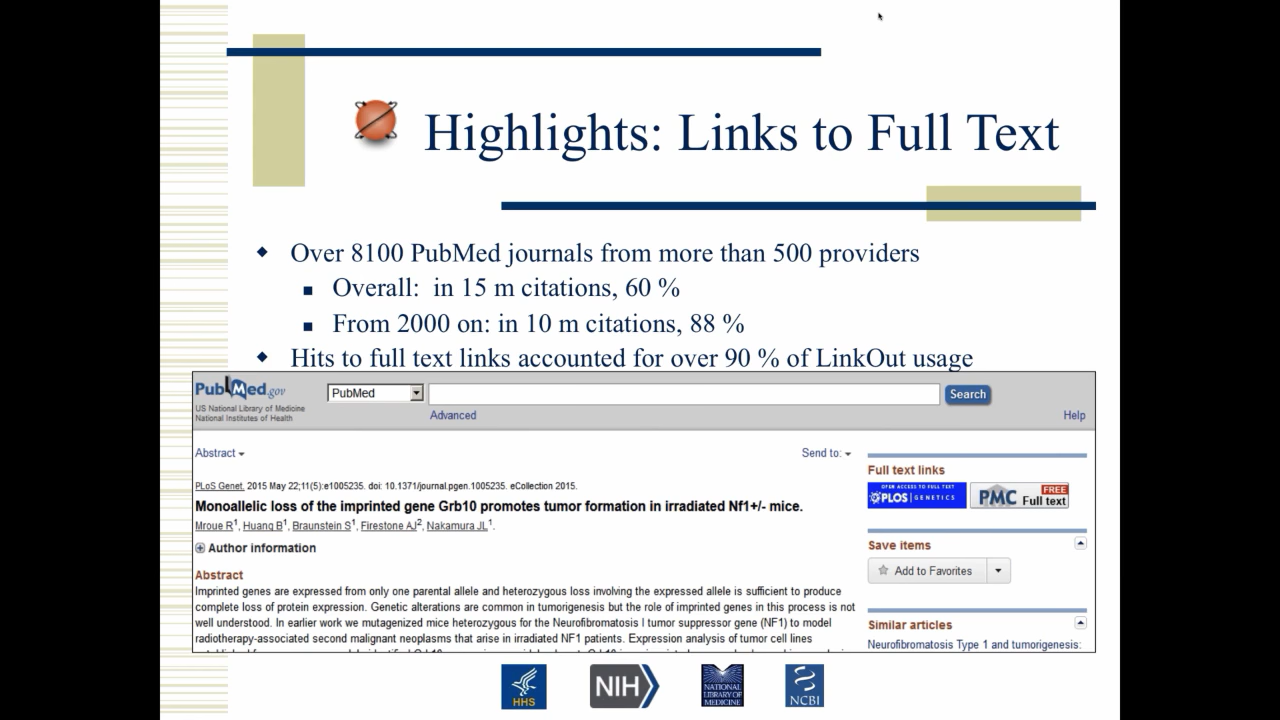 Highlights: Links to Full Text
Over 8100 PubMed journals from more than 500 providers
Overall: in 15 m citations, 60 %
From 2000 on: in 10 m citations, 88 %
Hits to full text links accounted for over 90 % of LinkOut usage
PubMed.gov
US National Library of Medicine
National Institutes of Health
PubMed
Search
Advanced
Help
Abstract
Send to:
PLoS Genet. 2015 May 22;11(5):e1005235. doi: 10.1371/journal.pgen.1005235. eCollection 2015.
Monoallelic loss of the imprinted gene Grb10 promotes tumor formation in irradiated Nf1+/- mice.
Mroue R1, Huang B1, Braunstein S1, Firestone AJ2, Nakamura JL1.
Author information
Abstract
Imprinted genes are expressed from only one parental allele and heterozygous loss involving the expressed allele is sufficient to produce
complete loss of protein expression. Genetic alterations are common in tumorigenesis but the role of imprinted genes in this process is not
well understood. In earlier work we mutagenized mice heterozygous for the Neurofibromatosis I tumor suppressor gene (NF1) to model
radiotherapy-associated second malignant neoplasms that arise in irradiated NF1 patients. Expression analysis of tumor cell lines
Full text links
OPEN ACCESS TO FULL TEXT
PLOS GENETICS
PMC FREE
Full text
Save items
Add to Favorites
Similar articles
Neurofibromatosis Type 1 and tumorigenesis:
HHS
NIH
NATIONAL
LIBRARY OF
MEDICINE
NCBI